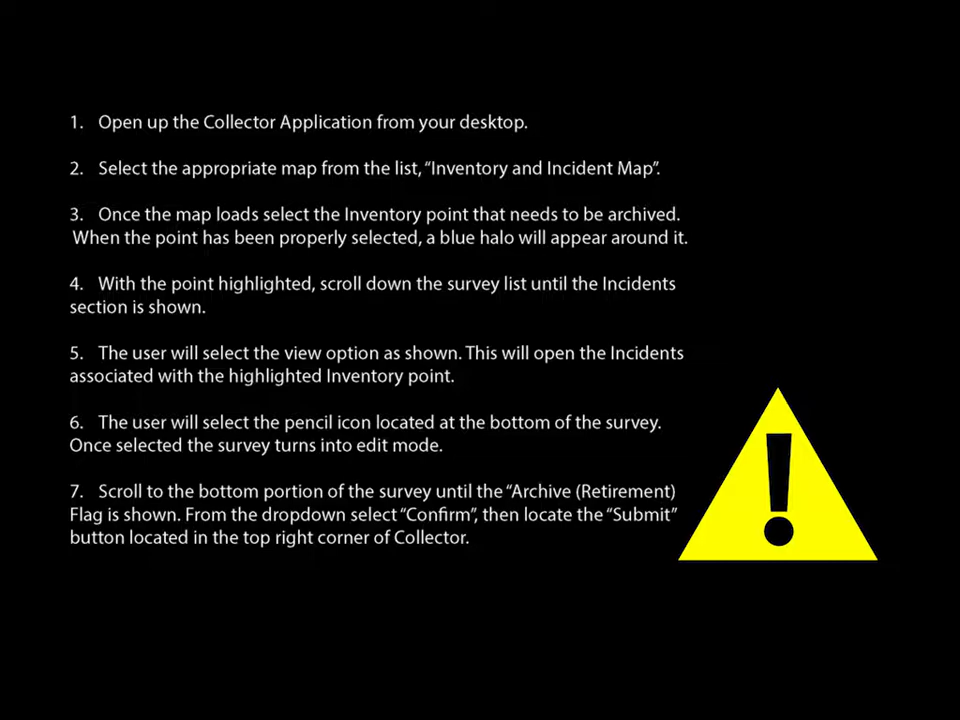 1. Open up the Collector Application from your desktop.
2. Select the appropriate map from the list, “Inventory and Incident Map”.
3. Once the map loads select the Inventory point that needs to be archived.
When the point has been properly selected, a blue halo will appear around it.
4. With the point highlighted, scroll down the survey list until the Incidents
section is shown.
5. The user will select the view option as shown. This will open the Incidents
associated with the highlighted Inventory point.
6. The user will select the pencil icon located at the bottom of the survey.
Once selected the survey turns into edit mode.
7. Scroll to the bottom portion of the survey until the “Archive (Retirement)
Flag is shown. From the dropdown select “Confirm”, then locate the “Submit”
button located in the top right corner of Collector.
!